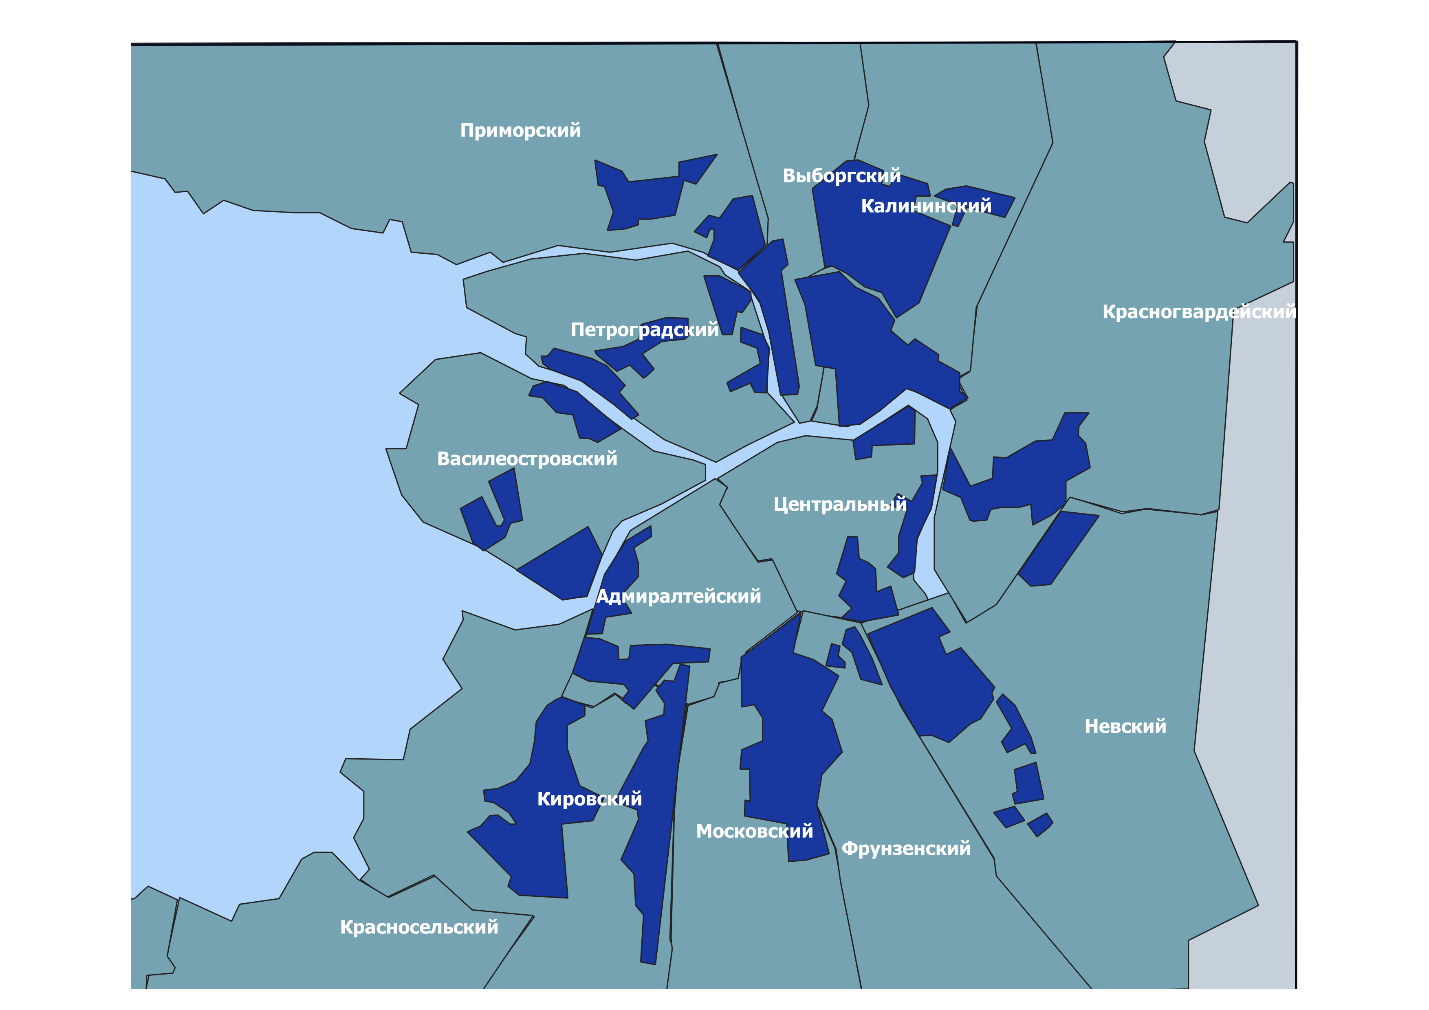 Приморский
Выборгский
Калининский
Красногвардейский
Петроградский
Василеостровский
Центральный
Адмиралтейский
Невский
Кировский
Московский
Фрунзенский
Красносельский